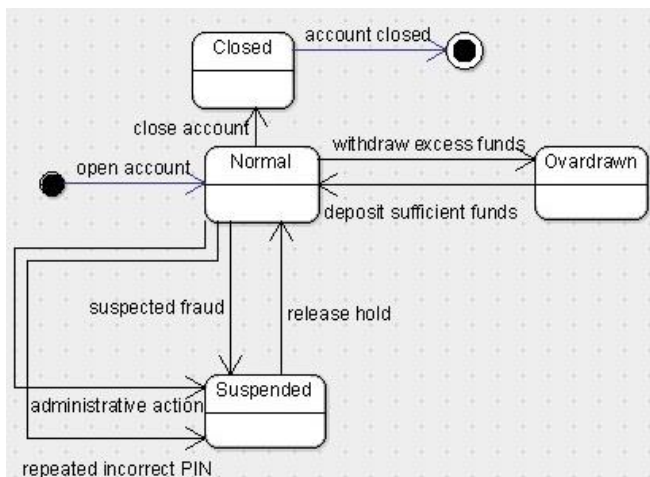 account closed
Closed
close account
open account
Normal
withdraw excess funds
Ovardrawn
deposit sufficient funds
suspected fraud
release hold
Suspended
administrative action
repeated incorrect PIN